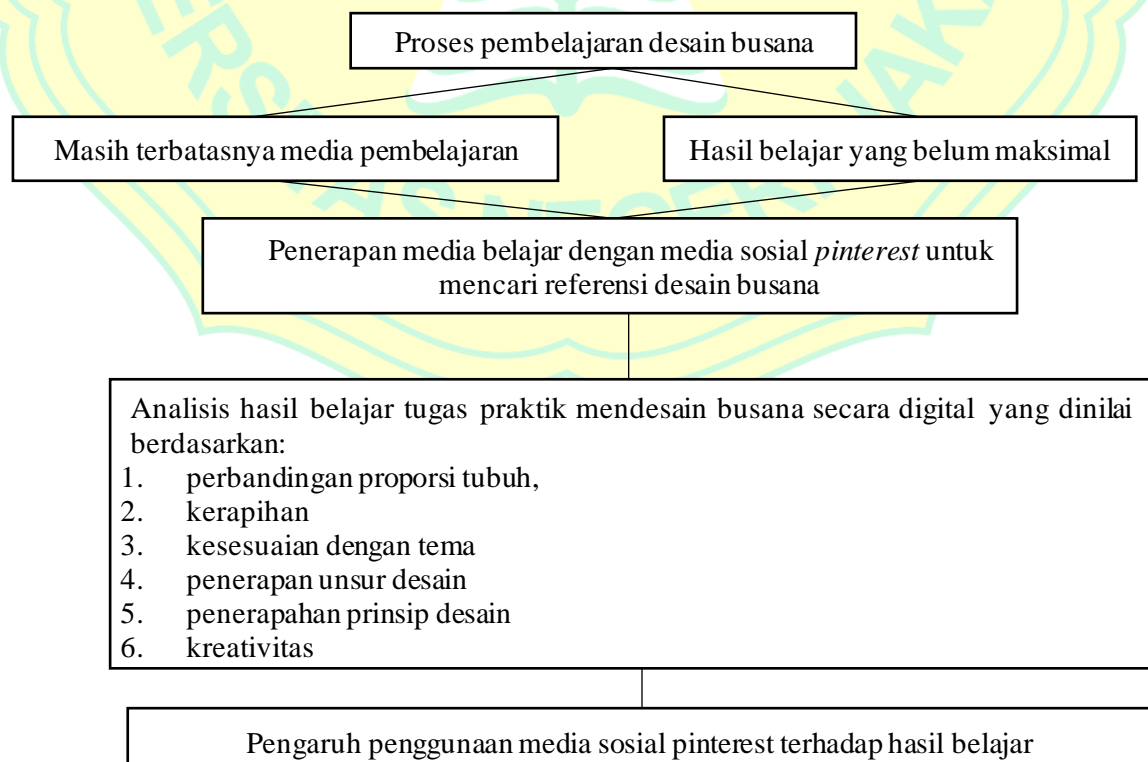 Proses pembelajaran desain busana
Masih terbatasnya media pembelajaran
Hasil belajar yang belum maksimal
Penerapan media belajar dengan media sosial pinterest untuk
mencari referensi desain busana
Analisis hasil belajar tugas praktik mendesain busana secara digital yang dinilai
berdasarkan:
1. perbandingan proporsi tubuh,
2. kerapihan
3. kesesuaian dengan tema
4. penerapan unsur desain
5. penerapahan prinsip desain
6. kreativitas
Pengaruh penggunaan media sosial pinterest terhadap hasil belajar